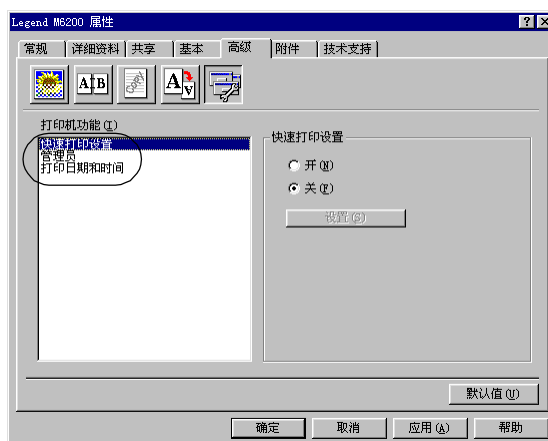 Legend M6200 属性
常规 详细资料 共享 基本 高级 附件 技术支持
A B Copy A V
打印机功能(I)
快速打印设置
管理员
打印日期和时间
快速打印设置
开(N)
关(F)
设置(S)
默认值(U)
确定 取消 应用(A) 帮助